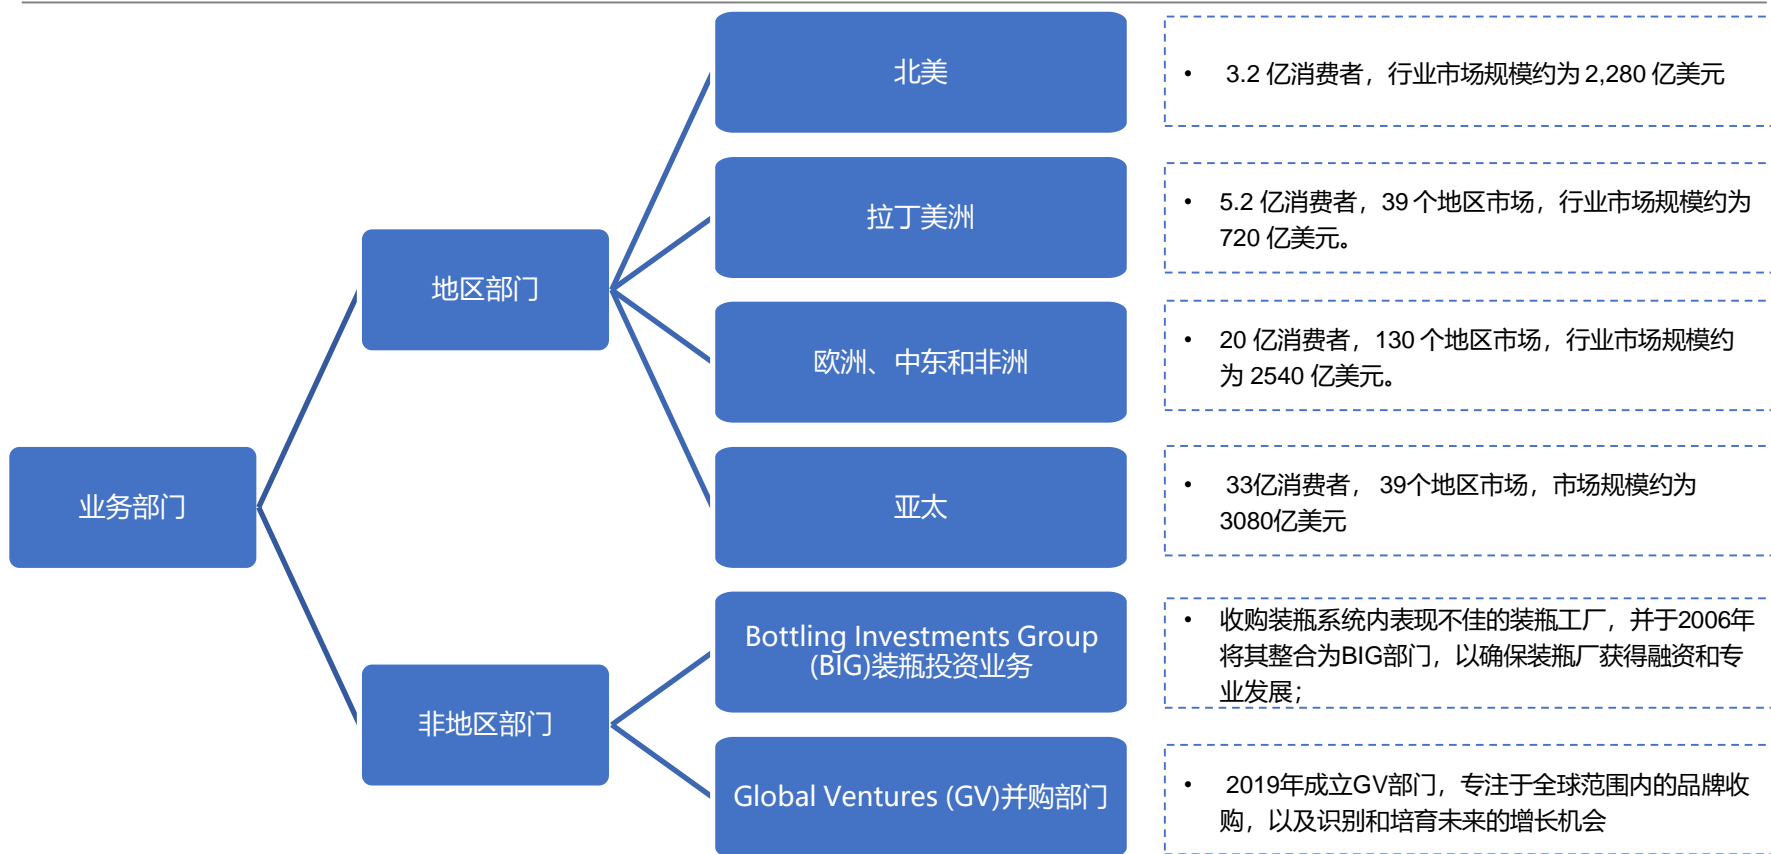 北美
• 3.2 亿消费者，行业市场规模约为 2,280 亿美元
拉丁美洲
• 5.2 亿消费者，39 个地区市场，行业市场规模约为
720 亿美元。
地区部门
欧洲、中东和非洲
• 20 亿消费者，130 个地区市场，行业市场规模约
为 2540 亿美元。
业务部门
亚太
• 33亿消费者， 39个地区市场，市场规模约为
3080亿美元
Bottling Investments Group
(BIG)装瓶投资业务
• 收购装瓶系统内表现不佳的装瓶工厂，并于2006年
将其整合为BIG部门，以确保装瓶厂获得融资和专
业发展；
非地区部门
Global Ventures (GV)并购部门
• 2019年成立GV部门，专注于全球范围内的品牌收
购，以及识别和培育未来的增长机会